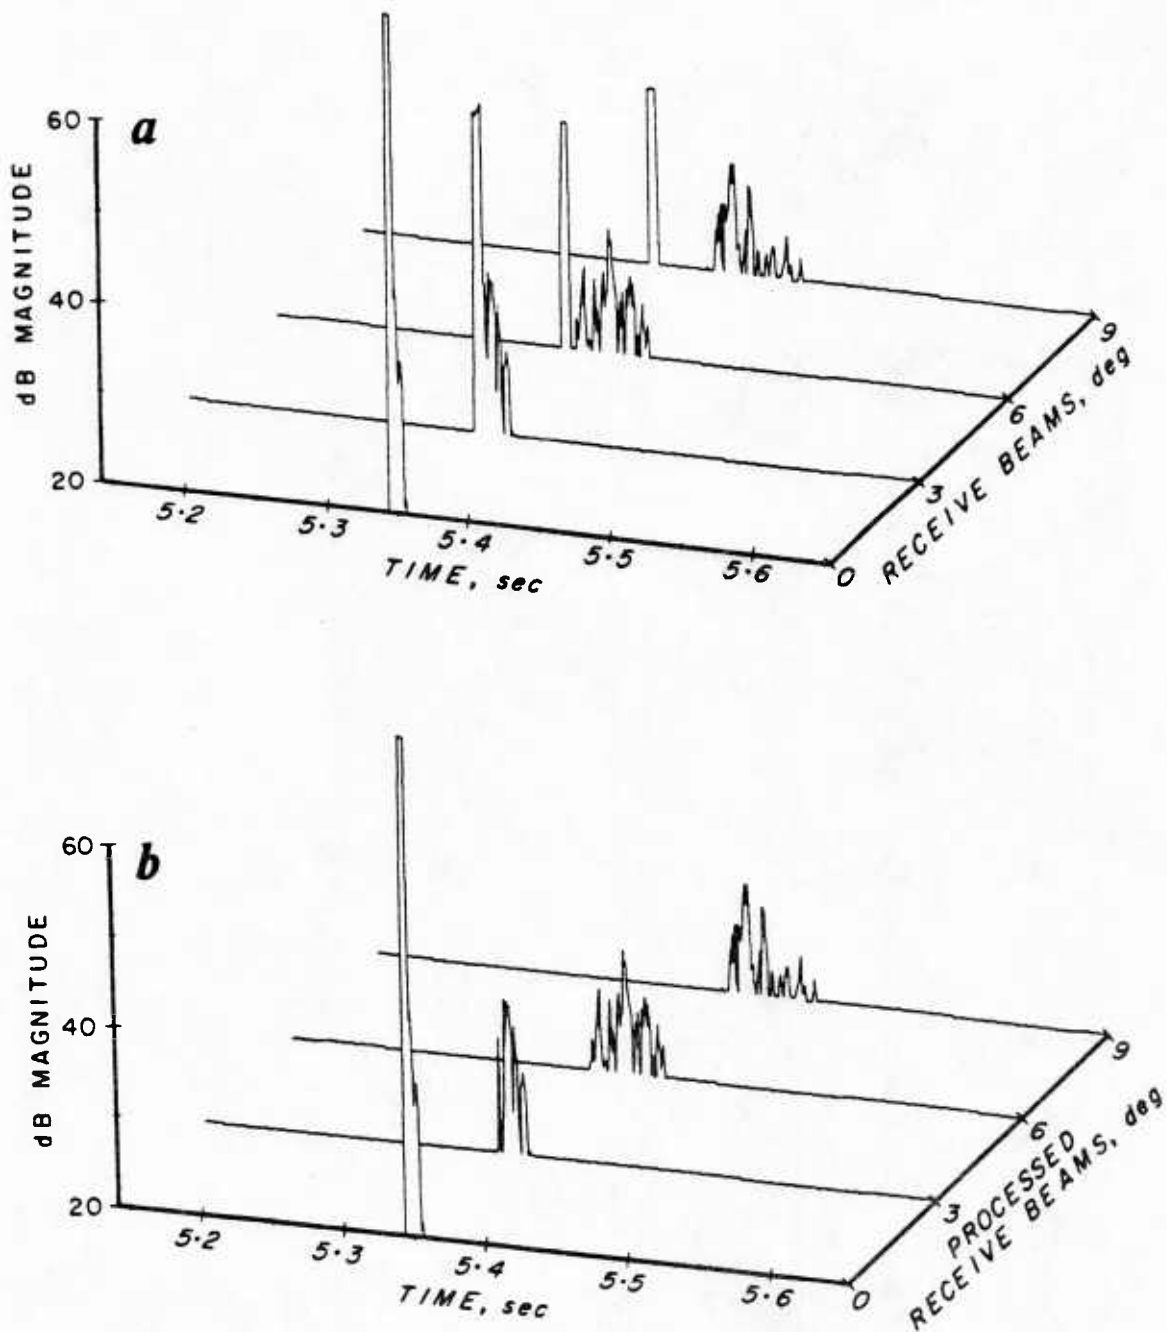 a
60
40
20
dB MAGNITUDE
5.2
5.3
5.4
5.5
5.6
TIME, sec
0
3
6
9
RECEIVE BEAMS, deg
b
60
40
20
dB MAGNITUDE
5.2
5.3
5.4
5.5
5.6
TIME, sec
0
3
6
9
PROCESSED
RECEIVE BEAMS, deg